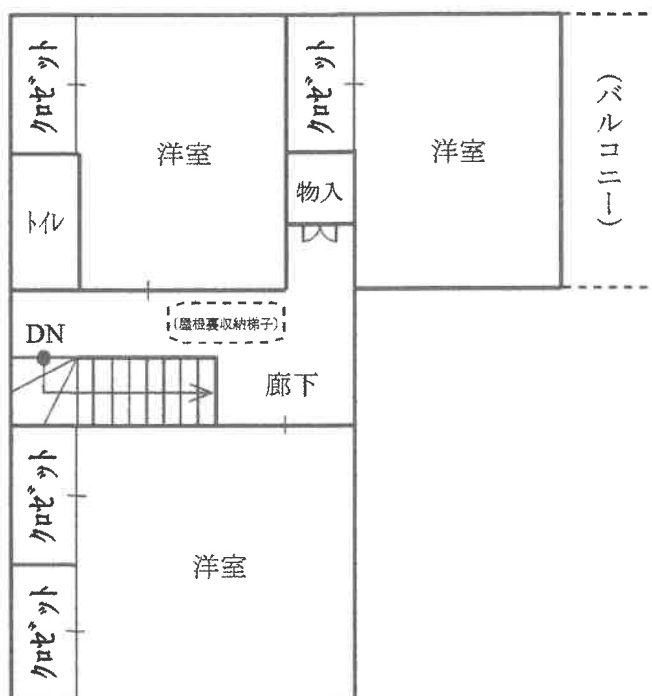 クロゼット
クロゼット
(バルコニー)
洋室
洋室
物入
トイレ
(屋根裏収納梯子)
DN
廊下
クロゼット
洋室
クロゼット